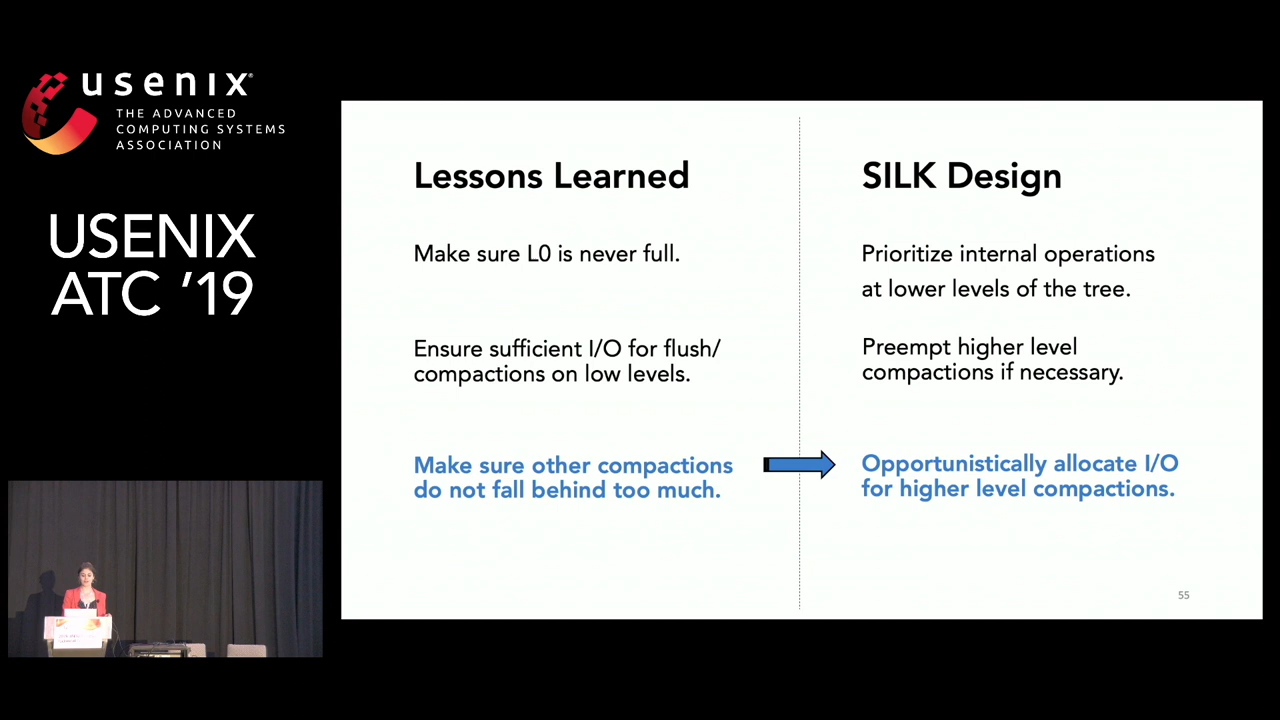 usenix
THE ADVANCED
COMPUTING SYSTEMS
ASSOCIATION
USENIX
ATC ’19
Lessons Learned
Make sure L0 is never full.
Ensure sufficient I/O for flush/
compactions on low levels.
Make sure other compactions
do not fall behind too much.
SILK Design
Prioritize internal operations
at lower levels of the tree.
Preempt higher level
compactions if necessary.
Opportunistically allocate I/O
for higher level compactions.
55